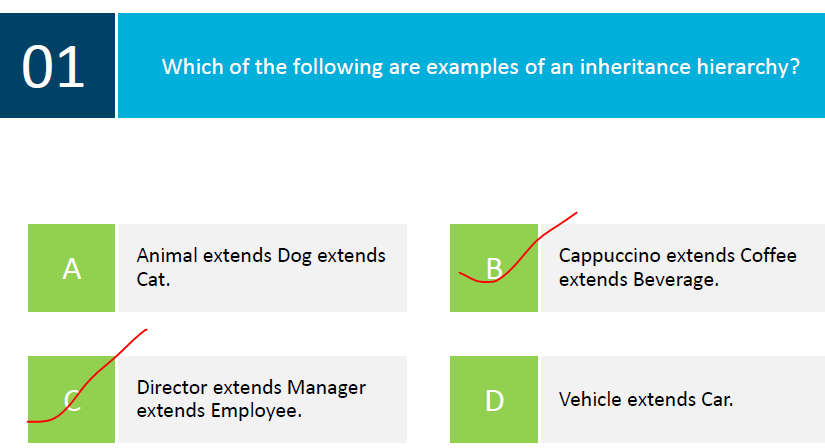 01
Which of the following are examples of an inheritance hierarchy?
A
Animal extends Dog extends
Cat.
B
Cappuccino extends Coffee
extends Beverage.
C
Director extends Manager
extends Employee.
D
Vehicle extends Car.